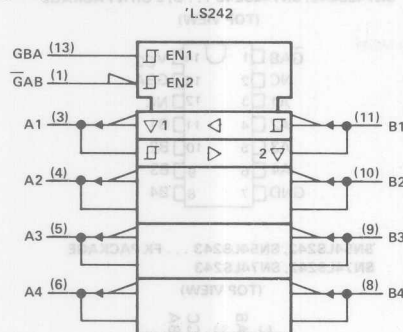 'LS242
GBA (13) EN1
G̅AB (1) EN2
A1 (3) ▽1 ◁ (11) B1
▷ 2▽
A2 (4) (10) B2
A3 (5) (9) B3
A4 (6) (8) B4